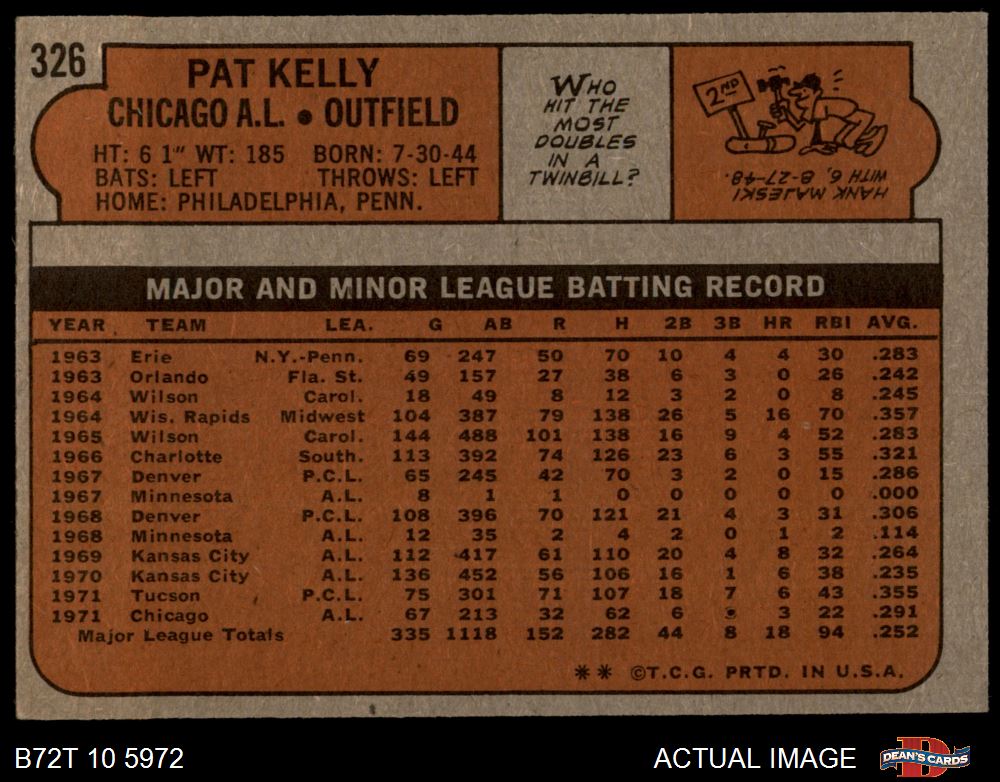 326
PAT KELLY
CHICAGO A.L. • OUTFIELD
HT: 6 1" WT: 185 BORN: 7-30-44
BATS: LEFT THROWS: LEFT
HOME: PHILADELPHIA, PENN.
WHO
HIT THE
MOST
DOUBLES
IN A
TWINBILL?
2ND
HANK MAJESKI
WITH 6, 8-27-48.
MAJOR AND MINOR LEAGUE BATTING RECORD
YEAR TEAM LEA. G AB R H 2B 3B HR RBI AVG.
1963 Erie N.Y.-Penn. 69 247 50 70 10 4 4 30 .283
1963 Orlando Fla. St. 49 157 27 38 6 3 0 26 .242
1964 Wilson Carol. 18 49 8 12 3 2 0 8 .245
1964 Wis. Rapids Midwest 104 387 79 138 26 5 16 70 .357
1965 Wilson Carol. 144 488 101 138 16 9 4 52 .283
1966 Charlotte South. 113 392 74 126 23 6 3 55 .321
1967 Denver P.C.L. 65 245 42 70 3 2 0 15 .286
1967 Minnesota A.L. 8 1 1 0 0 0 0 0 .000
1968 Denver P.C.L. 108 396 70 121 21 4 3 31 .306
1968 Minnesota A.L. 12 35 2 4 2 0 1 2 .114
1969 Kansas City A.L. 112 417 61 110 20 4 8 32 .264
1970 Kansas City A.L. 136 452 56 106 16 1 6 38 .235
1971 Tucson P.C.L. 75 301 71 107 18 7 6 43 .355
1971 Chicago A.L. 67 213 32 62 6 3 22 .291
Major League Totals 335 1118 152 282 44 8 18 94 .252
** ©T.C.G. PRTD. IN U.S.A.
B72T 10 5972
ACTUAL IMAGE
D
DEAN'S CARDS